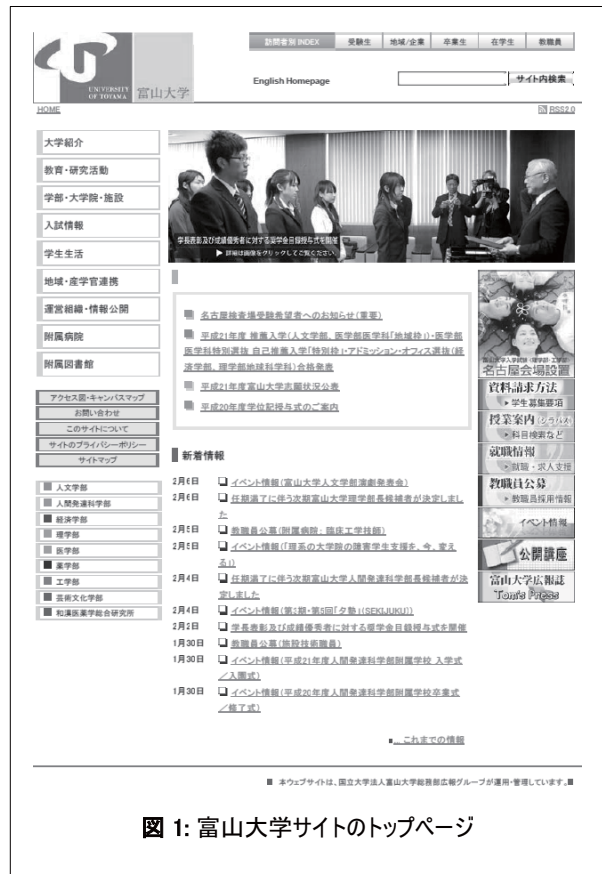 訪問者別 INDEX 受験生 地域/企業 卒業生 在学生 教職員
UNIVERSITY
OF TOYAMA
富山大学
English Homepage サイト内検索
HOME RSS2.0
大学紹介
教育・研究活動
学部・大学院・施設
入試情報
学生生活
地域・産学官連携
運営組織・情報公開
附属病院
附属図書館
アクセス図・キャンパスマップ
お問い合わせ
このサイトについて
サイトのプライバシーポリシー
サイトマップ
人文学部
人間発達科学部
経済学部
理学部
医学部
薬学部
工学部
芸術文化学部
和漢医薬学総合研究所
学長表彰及び成績優秀者に対する奨学金目録授与式を開催
▶ 詳細は画像をクリックしてご覧ください
名古屋検査場受験希望者へのお知らせ(重要)
平成21年度 推薦入学(人文学部、医学部医学科「地域枠」)・医学部
医学科特別選抜 自己推薦入学「特別枠」・アドミッション・オフィス選抜(経
済学部、理学部地球科学科)合格発表
平成21年度富山大学志願状況公表
平成20年度学位記授与式のご案内
新着情報
2月6日 イベント情報(富山大学人文学部演劇発表会)
2月6日 任期満了に伴う次期富山大学理学部長候補者が決定しまし
た
2月5日 教職員公募(附属病院: 臨床工学技師)
2月5日 イベント情報(「理系の大学院の障害学生支援を、今、変え
る」)
2月4日 任期満了に伴う次期富山大学人間発達科学部長候補者が決
定しました
2月4日 イベント情報(第2期・第5回「夕塾」(SEKIJUKU))
2月2日 学長表彰及び成績優秀者に対する奨学金目録授与式を開催
1月30日 教職員公募(施設技術職員)
1月30日 イベント情報(平成21年度人間発達科学部附属学校 入学式
／入園式)
1月30日 イベント情報(平成20年度人間発達科学部附属学校卒業式
／修了式)
... これまでの情報
名古屋会場設置
資料請求方法
・学生募集要項
授業案内(シラバス)
・科目検索など
就職情報
・就職・求人支援
教職員公募
・教職員採用情報
イベント情報
公開講座
富山大学広報誌
Tom's Press
本ウェブサイトは、国立大学法人富山大学総務部広報グループが運用・管理しています。
図 1: 富山大学サイトのトップページ